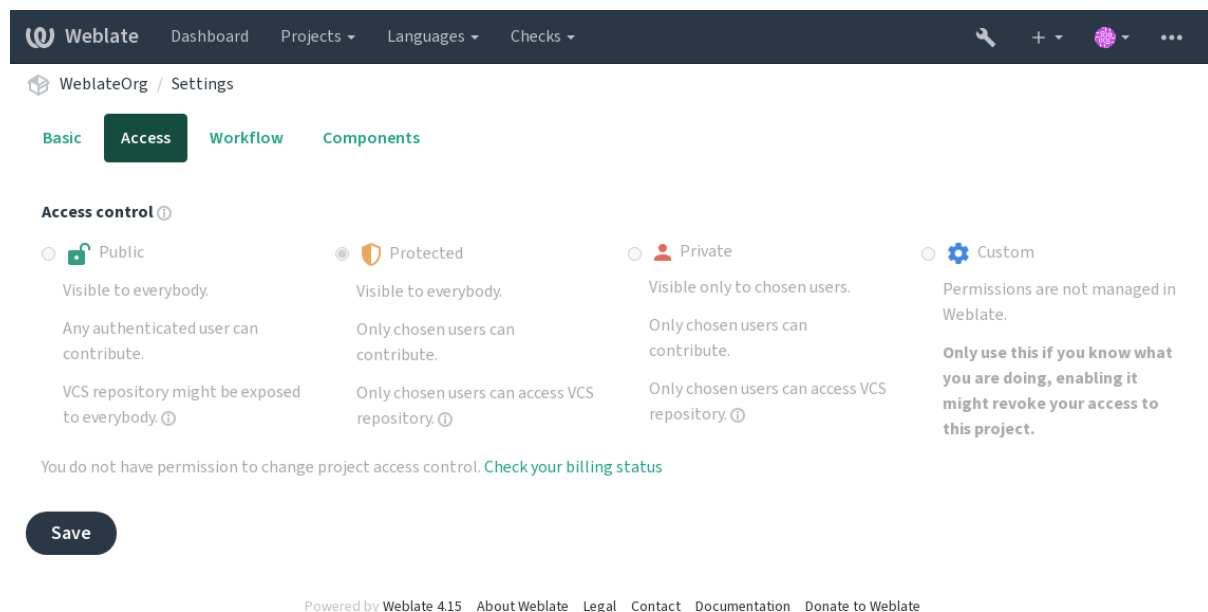 Weblate Dashboard Projects Languages Checks
WeblateOrg / Settings
Basic Access Workflow Components
Access control
Public
Visible to everybody.
Any authenticated user can
contribute.
VCS repository might be exposed
to everybody.
Protected
Visible to everybody.
Only chosen users can
contribute.
Only chosen users can access VCS
repository.
Private
Visible only to chosen users.
Only chosen users can
contribute.
Only chosen users can access VCS
repository.
Custom
Permissions are not managed in
Weblate.
Only use this if you know what
you are doing, enabling it
might revoke your access to
this project.
You do not have permission to change project access control. Check your billing status
Save
Powered by Weblate 4.15 About Weblate Legal Contact Documentation Donate to Weblate